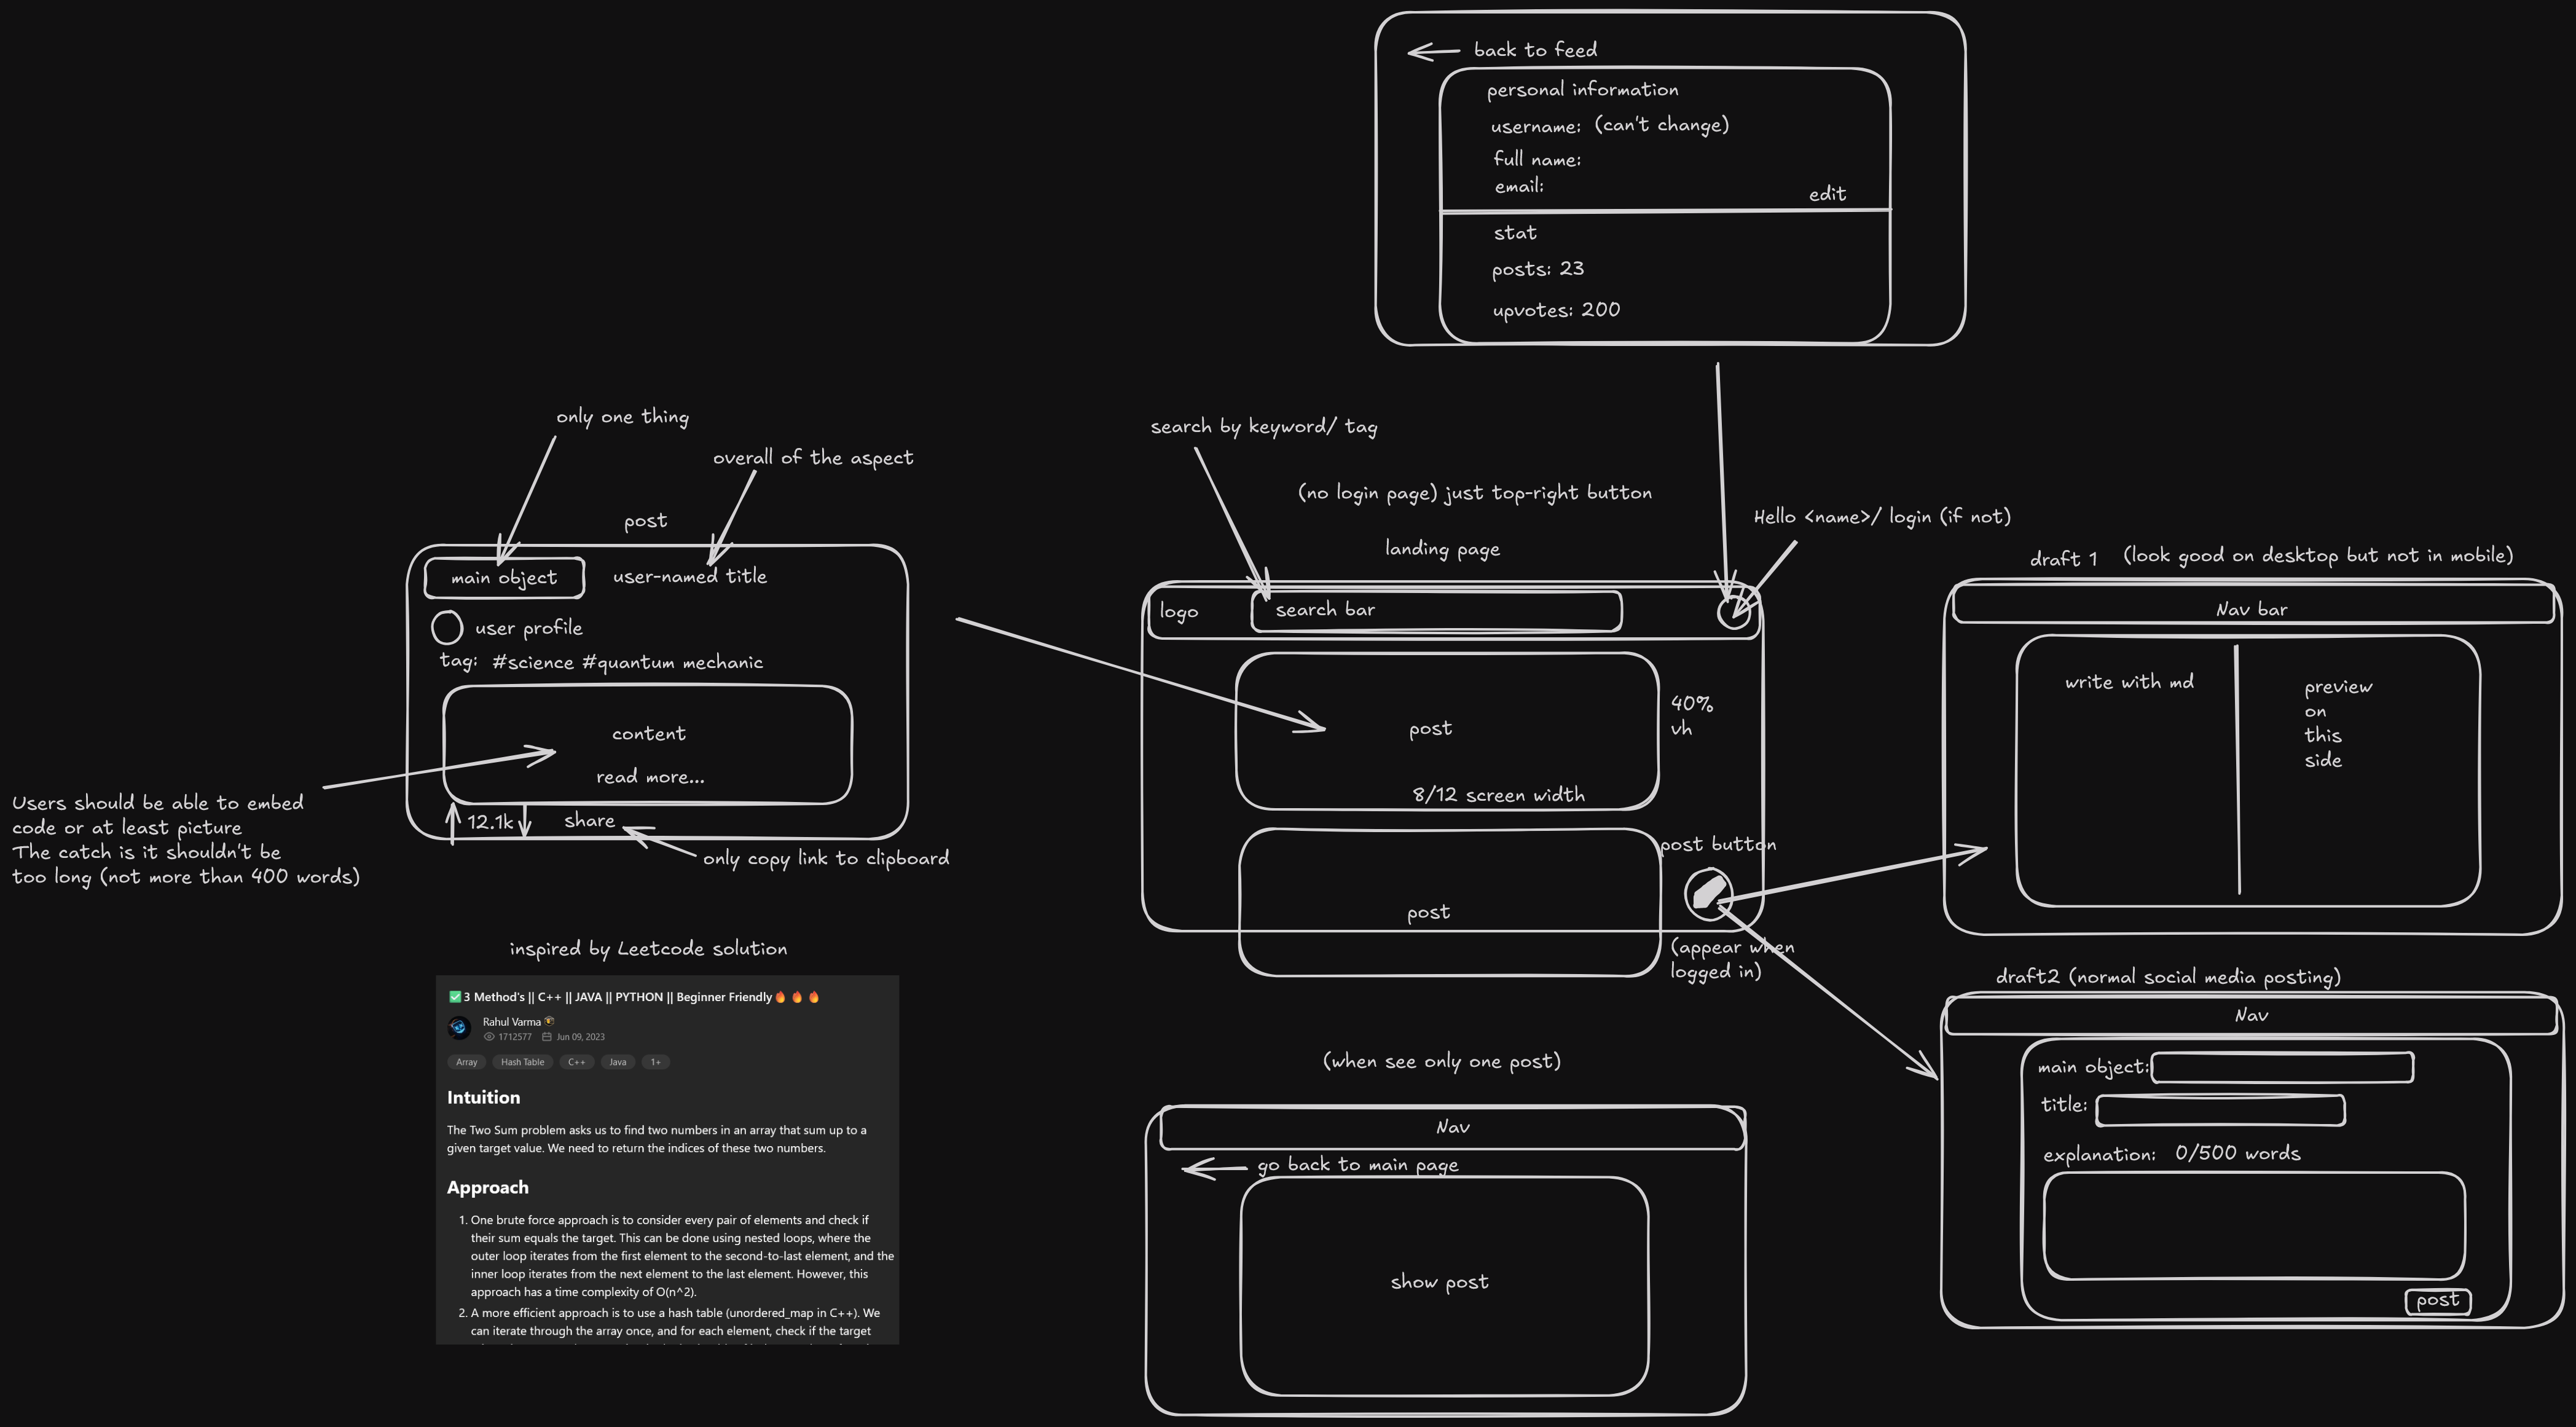 back to feed
personal information
username: (can't change)
full name:
email:
edit
stat
posts: 23
upvotes: 200
only one thing
overall of the aspect
post
main object
user-named title
user profile
tag: #science #quantum mechanic
content
read more...
12.1k
share
only copy link to clipboard
Users should be able to embed
code or at least picture
The catch is it shouldn't be
too long (not more than 400 words)
inspired by Leetcode solution
✅3 Method's || C++ || JAVA || PYTHON || Beginner Friendly🔥🔥🔥
Rahul Varma
1712577 Jun 09, 2023
Array Hash Table C++ Java 1+
Intuition
The Two Sum problem asks us to find two numbers in an array that sum up to a
given target value. We need to return the indices of these two numbers.
Approach
1. One brute force approach is to consider every pair of elements and check if
their sum equals the target. This can be done using nested loops, where the
outer loop iterates from the first element to the second-to-last element, and the
inner loop iterates from the next element to the last element. However, this
approach has a time complexity of O(n^2).
2. A more efficient approach is to use a hash table (unordered_map in C++). We
can iterate through the array once, and for each element, check if the target
search by keyword/ tag
(no login page) just top-right button
Hello <name>/ login (if not)
landing page
logo
search bar
post
40%
vh
8/12 screen width
post button
post
(appear when
logged in)
(when see only one post)
Nav
go back to main page
show post
draft 1 (look good on desktop but not in mobile)
Nav bar
write with md
preview
on
this
side
draft2 (normal social media posting)
Nav
main object:
title:
explanation: 0/500 words
post